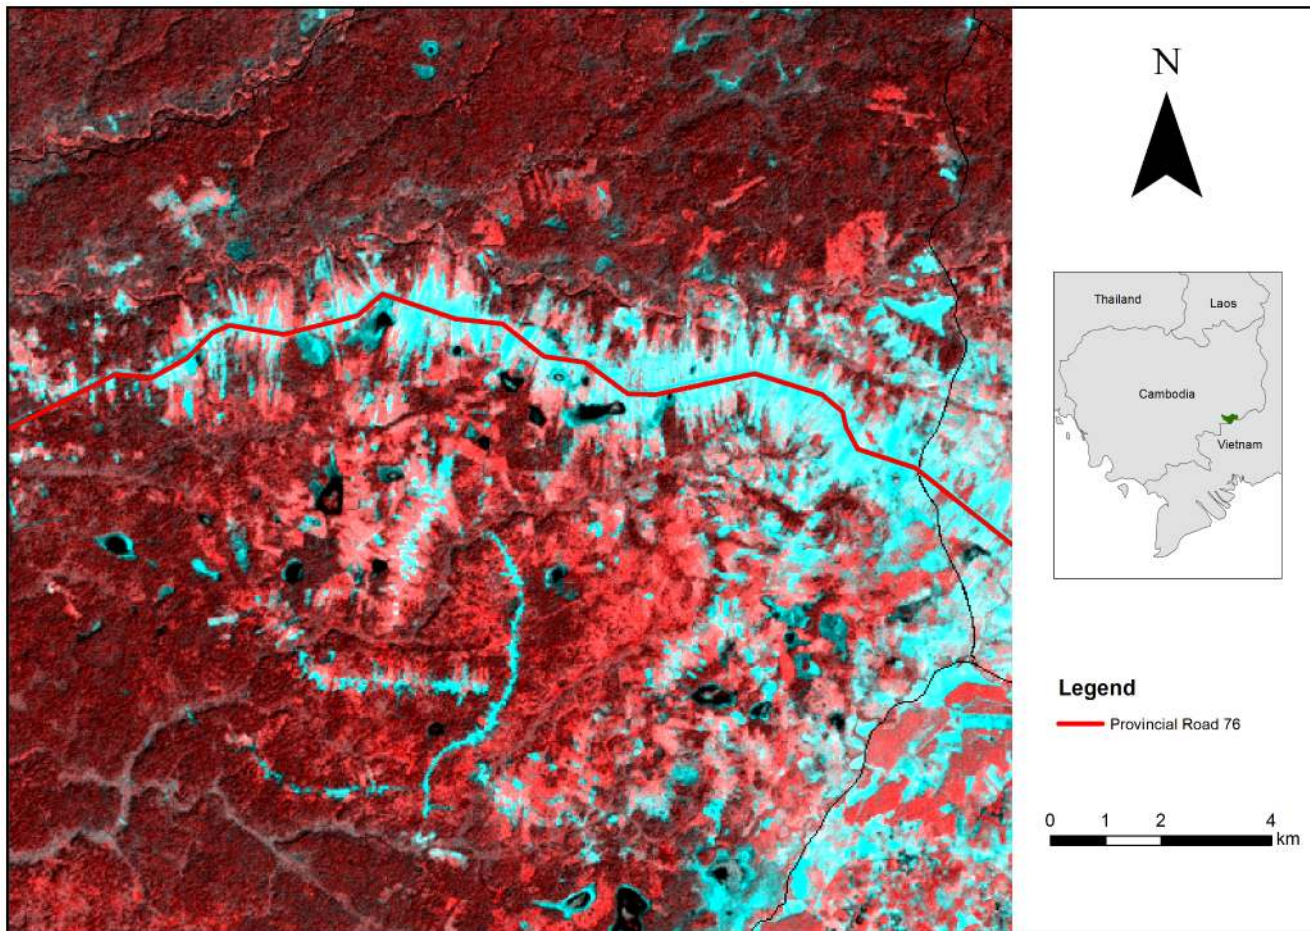 N
Thailand
Laos
Cambodia
Vietnam
Legend
Provincial Road 76
0 1 2 4
km